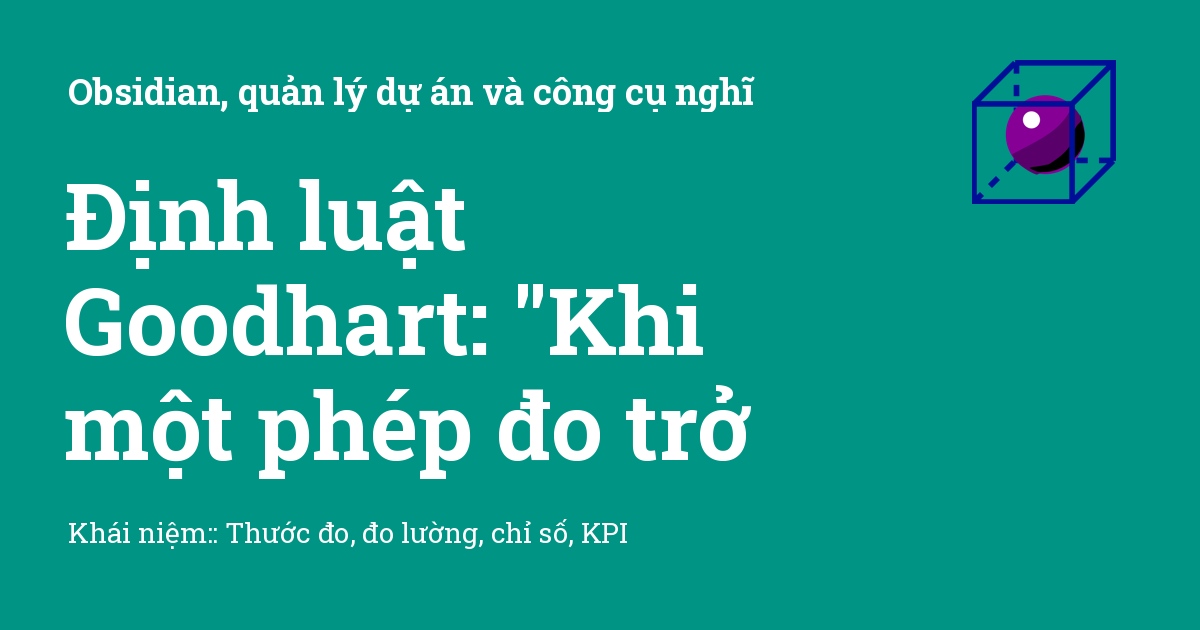 Obsidian, quản lý dự án và công cụ nghĩ
Định luật
Goodhart: "Khi
một phép đo trở
Khái niệm:: Thước đo, đo lường, chỉ số, KPI